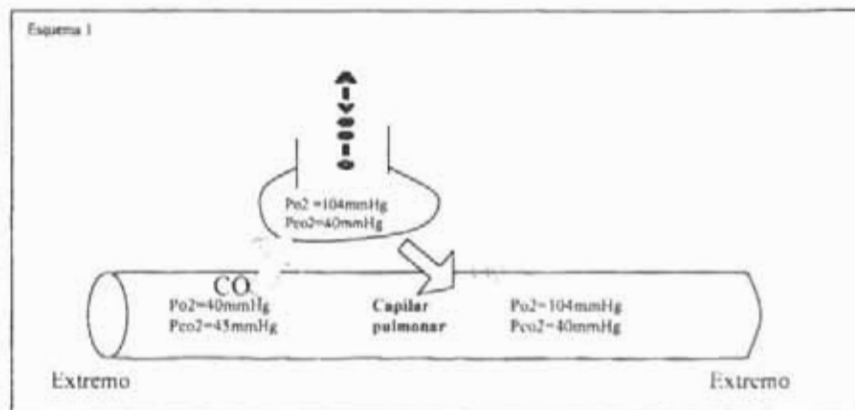 Esquema 1
ALVEOLO
Po2 =104mmHg
Pco2=40mmHg
CO
Po2=40mmHg
Pco2=45mmHg
Capilar
pulmonar
Po2=104mmHg
Pco2=40mmHg
Extremo
Extremo